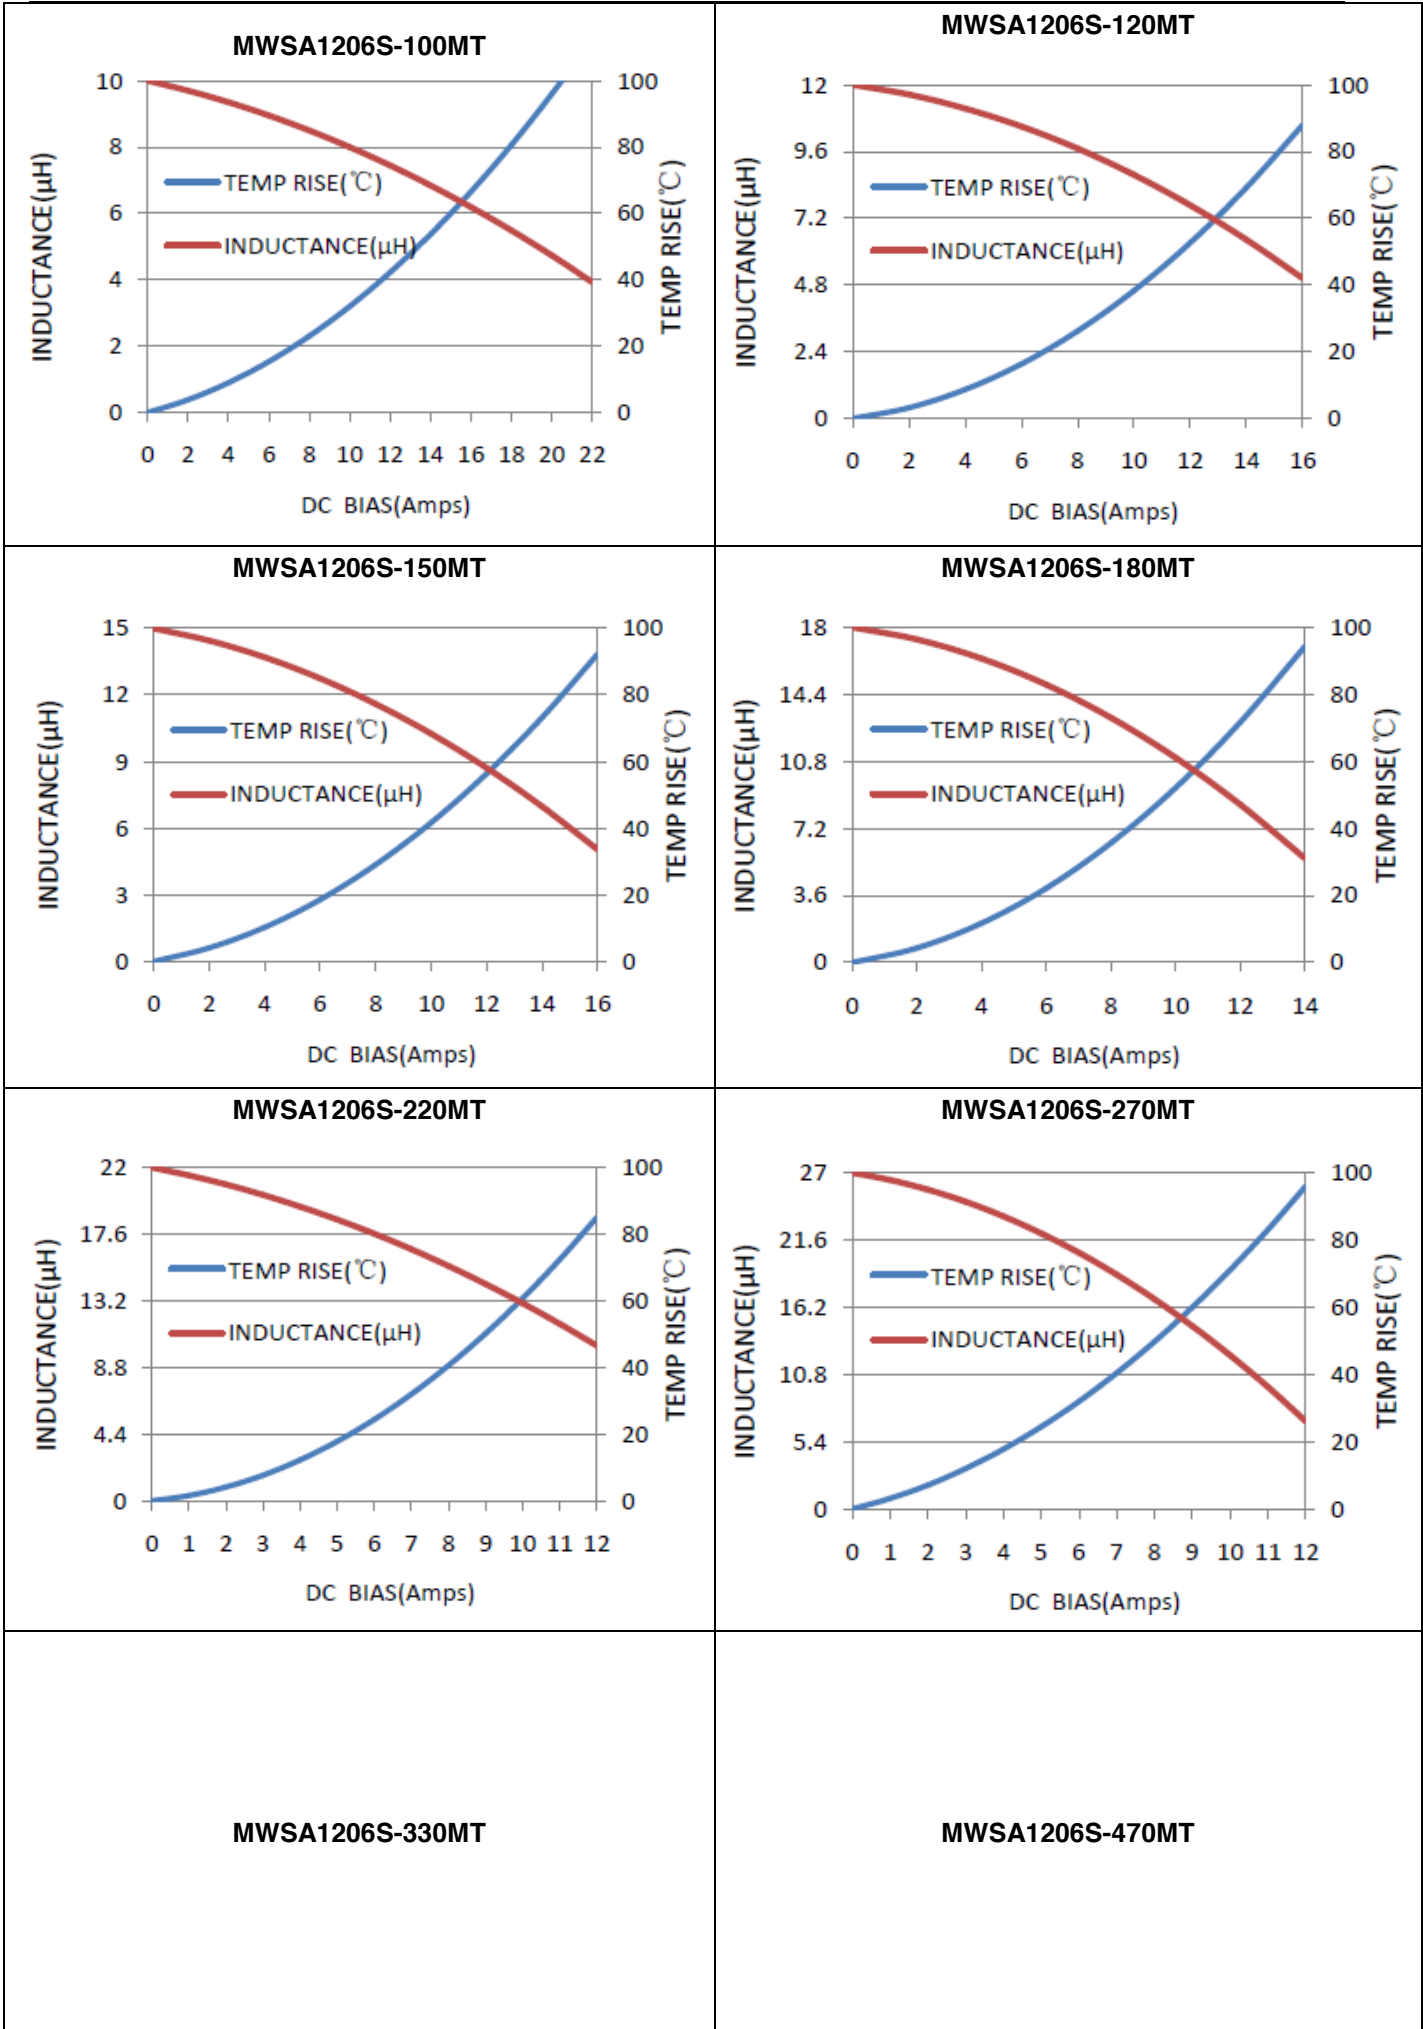 MWSA1206S-100MT
10
8
6
4
2
0
100
80
60
40
20
0
INDUCTANCE(μH)
TEMP RISE(℃)
TEMP RISE(℃)
INDUCTANCE(μH)
0 2 4 6 8 10 12 14 16 18 20 22
DC BIAS(Amps)
MWSA1206S-120MT
12
9.6
7.2
4.8
2.4
0
100
80
60
40
20
0
INDUCTANCE(μH)
TEMP RISE(℃)
TEMP RISE(℃)
INDUCTANCE(μH)
0 2 4 6 8 10 12 14 16
DC BIAS(Amps)
MWSA1206S-150MT
15
12
9
6
3
0
100
80
60
40
20
0
INDUCTANCE(μH)
TEMP RISE(℃)
TEMP RISE(℃)
INDUCTANCE(μH)
0 2 4 6 8 10 12 14 16
DC BIAS(Amps)
MWSA1206S-180MT
18
14.4
10.8
7.2
3.6
0
100
80
60
40
20
0
INDUCTANCE(μH)
TEMP RISE(℃)
TEMP RISE(℃)
INDUCTANCE(μH)
0 2 4 6 8 10 12 14
DC BIAS(Amps)
MWSA1206S-220MT
22
17.6
13.2
8.8
4.4
0
100
80
60
40
20
0
INDUCTANCE(μH)
TEMP RISE(℃)
TEMP RISE(℃)
INDUCTANCE(μH)
0 1 2 3 4 5 6 7 8 9 10 11 12
DC BIAS(Amps)
MWSA1206S-270MT
27
21.6
16.2
10.8
5.4
0
100
80
60
40
20
0
INDUCTANCE(μH)
TEMP RISE(℃)
TEMP RISE(℃)
INDUCTANCE(μH)
0 1 2 3 4 5 6 7 8 9 10 11 12
DC BIAS(Amps)
MWSA1206S-330MT
MWSA1206S-470MT